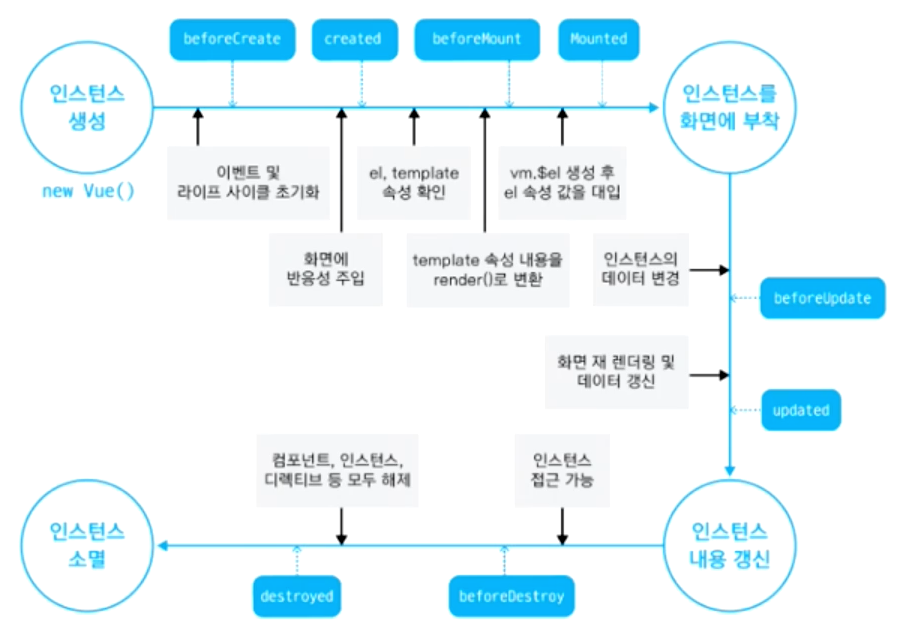 beforeCreate
created
beforeMount
Mounted
인스턴스
생성
new Vue()
인스턴스를
화면에 부착
이벤트 및
라이프 사이클 초기화
el, template
속성 확인
vm.$el 생성 후
el 속성 값을 대입
화면에
반응성 주입
template 속성 내용을
render()로 변환
인스턴스의
데이터 변경
beforeUpdate
화면 재 렌더링 및
데이터 갱신
updated
컴포넌트, 인스턴스,
디렉티브 등 모두 해제
인스턴스
접근 가능
인스턴스
소멸
인스턴스
내용 갱신
destroyed
beforeDestroy